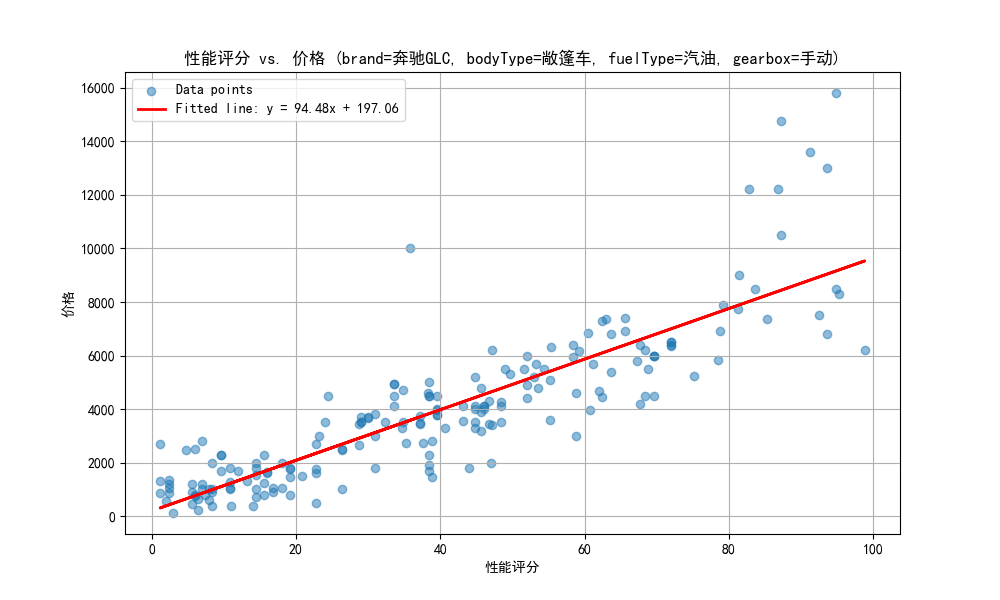 性能评分 vs. 价格 (brand=奔驰GLC, bodyType=敞篷车, fuelType=汽油, gearbox=手动)
Data points
Fitted line: y = 94.48x + 197.06
价格
16000
14000
12000
10000
8000
6000
4000
2000
0
0 20 40 60 80 100
性能评分